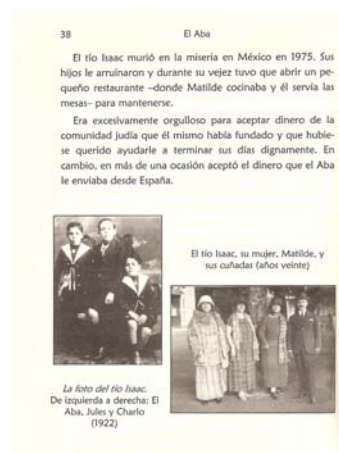 38
El Aba
El tío Isaac murió en la miseria en México en 1975. Sus
hijos le arruinaron y durante su vejez tuvo que abrir un pe-
queño restaurante –donde Matilde cocinaba y él servía las
mesas– para mantenerse.
Era excesivamente orgulloso para aceptar dinero de la
comunidad judía que él mismo había fundado y que hubie-
se querido ayudarle a terminar sus días dignamente. En
cambio, en más de una ocasión aceptó el dinero que el Aba
le enviaba desde España.
El tío Isaac, su mujer, Matilde, y
sus cuñadas (años veinte)
La foto del tío Isaac.
De izquierda a derecha: El
Aba, Jules y Charlo
(1922)